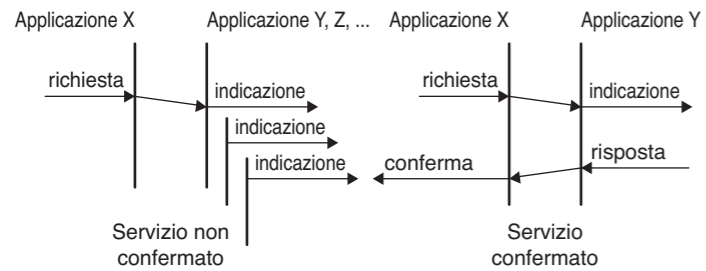 Applicazione X
Applicazione Y, Z, ...
Applicazione X
Applicazione Y
richiesta
indicazione
indicazione
indicazione
richiesta
indicazione
conferma
risposta
Servizio non
confermato
Servizio
confermato